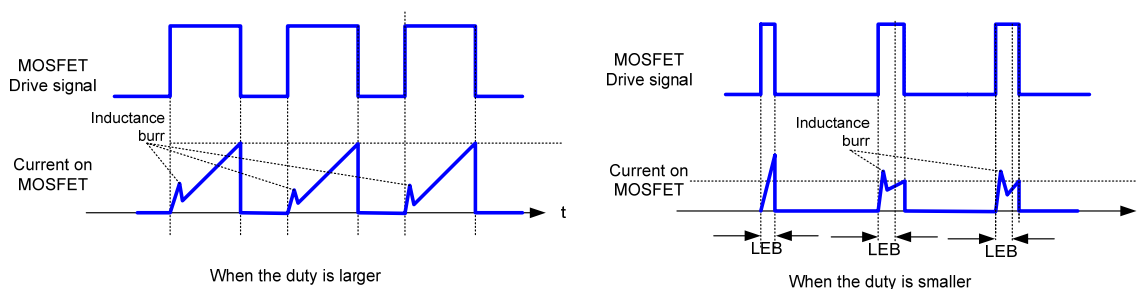 MOSFET
Drive signal
Inductance
burr
Current on
MOSFET
t
When the duty is larger
MOSFET
Drive signal
Inductance
burr
Current on
MOSFET
LEB
LEB
LEB
When the duty is smaller